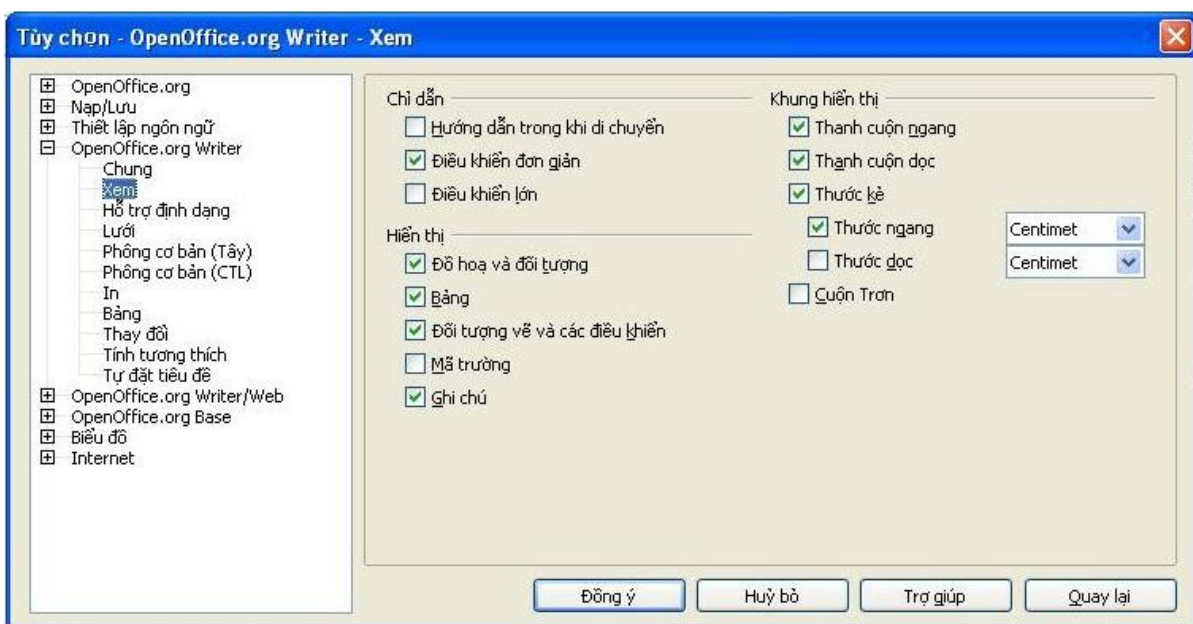 Tùy chọn - OpenOffice.org Writer - Xem
OpenOffice.org
Nạp/Lưu
Thiết lập ngôn ngữ
OpenOffice.org Writer
Chung
Xem
Hỗ trợ định dạng
Lưới
Phông cơ bản (Tây)
Phông cơ bản (CTL)
In
Bảng
Thay đổi
Tính tương thích
Tự đặt tiêu đề
OpenOffice.org Writer/Web
OpenOffice.org Base
Biểu đồ
Internet
Chỉ dẫn
Hướng dẫn trong khi di chuyển
Điều khiển đơn giản
Điều khiển lớn
Hiển thị
Đồ hoạ và đối tượng
Bảng
Đối tượng vẽ và các điều khiển
Mã trường
Ghi chú
Khung hiển thị
Thanh cuộn ngang
Thanh cuộn dọc
Thước kẻ
Thước ngang Centimet
Thước dọc Centimet
Cuộn Trơn
Đồng ý Huỷ bỏ Trợ giúp Quay lại